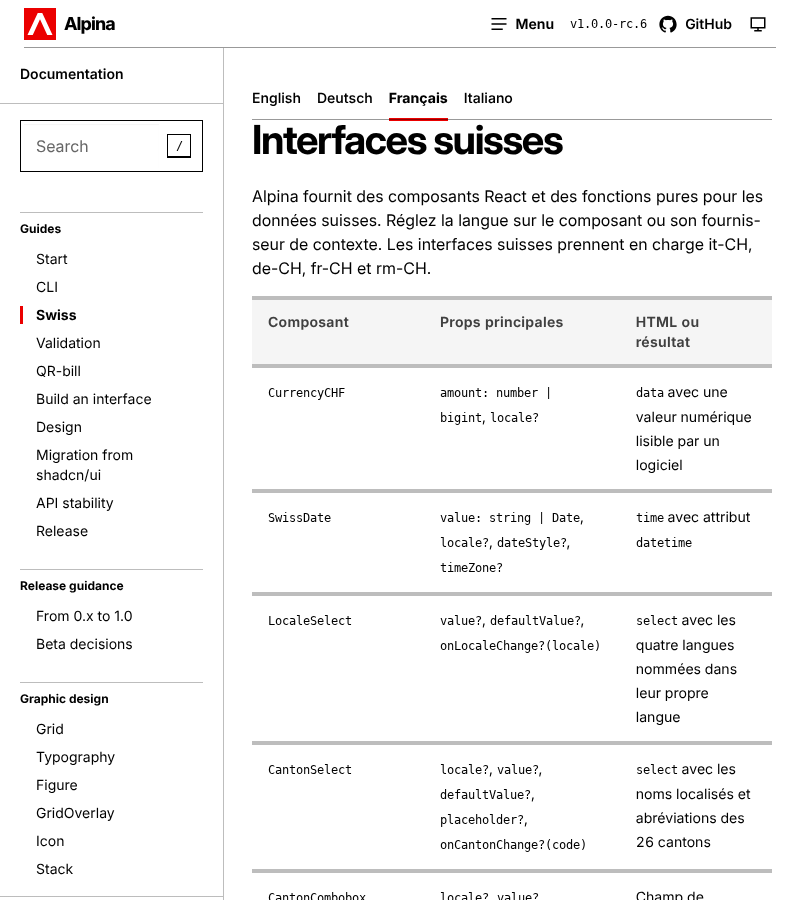 Alpina
Menu
v1.0.0-rc.6
GitHub
Documentation
Search
/
Guides
Start
CLI
Swiss
Validation
QR-bill
Build an interface
Design
Migration from
shadcn/ui
API stability
Release
Release guidance
From 0.x to 1.0
Beta decisions
Graphic design
Grid
Typography
Figure
GridOverlay
Icon
Stack
English
Deutsch
Français
Italiano
Interfaces suisses
Alpina fournit des composants React et des fonctions pures pour les
données suisses. Réglez la langue sur le composant ou son fournis-
seur de contexte. Les interfaces suisses prennent en charge it-CH,
de-CH, fr-CH et rm-CH.
Composant
Props principales
HTML ou
résultat
CurrencyCHF
amount: number |
bigint, locale?
data avec une
valeur numérique
lisible par un
logiciel
SwissDate
value: string | Date,
locale?, dateStyle?,
timeZone?
time avec attribut
datetime
LocaleSelect
value?, defaultValue?,
onLocaleChange?(locale)
select avec les
quatre langues
nommées dans
leur propre
langue
CantonSelect
locale?, value?,
defaultValue?,
placeholder?,
onCantonChange?(code)
select avec les
noms localisés et
abréviations des
26 cantons
CantonCombobox
locale?, value?
Champ de